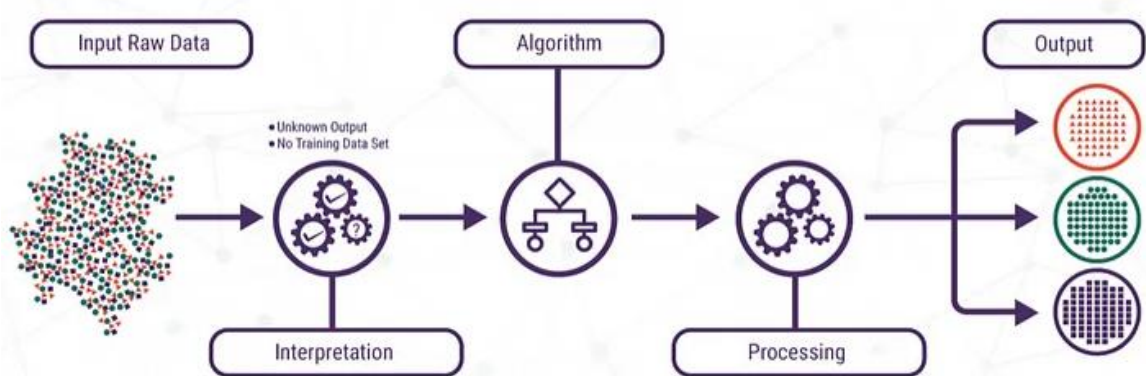 Input Raw Data
Algorithm
Output
• Unknown Output
• No Training Data Set
?
Interpretation
Processing